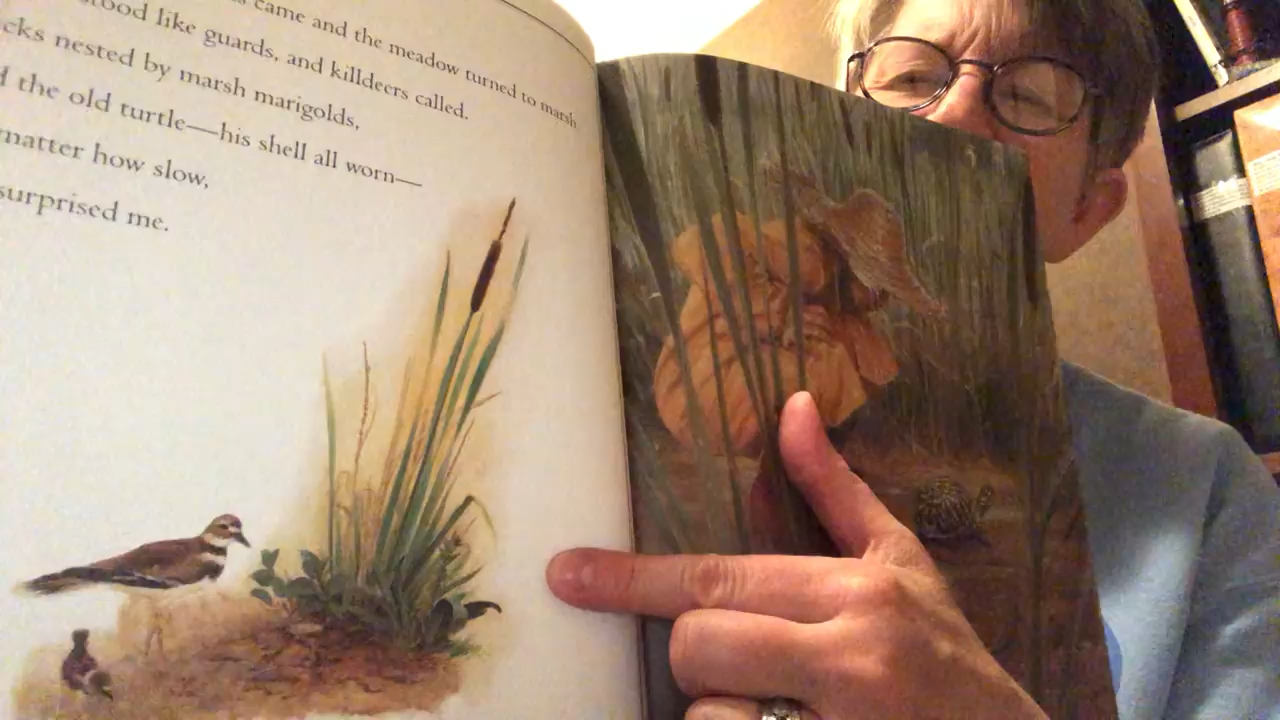 came and the meadow turned to marsh
stood like guards, and killdeers called.
cks nested by marsh marigolds,
d the old turtle—his shell all worn—
matter how slow,
surprised me.